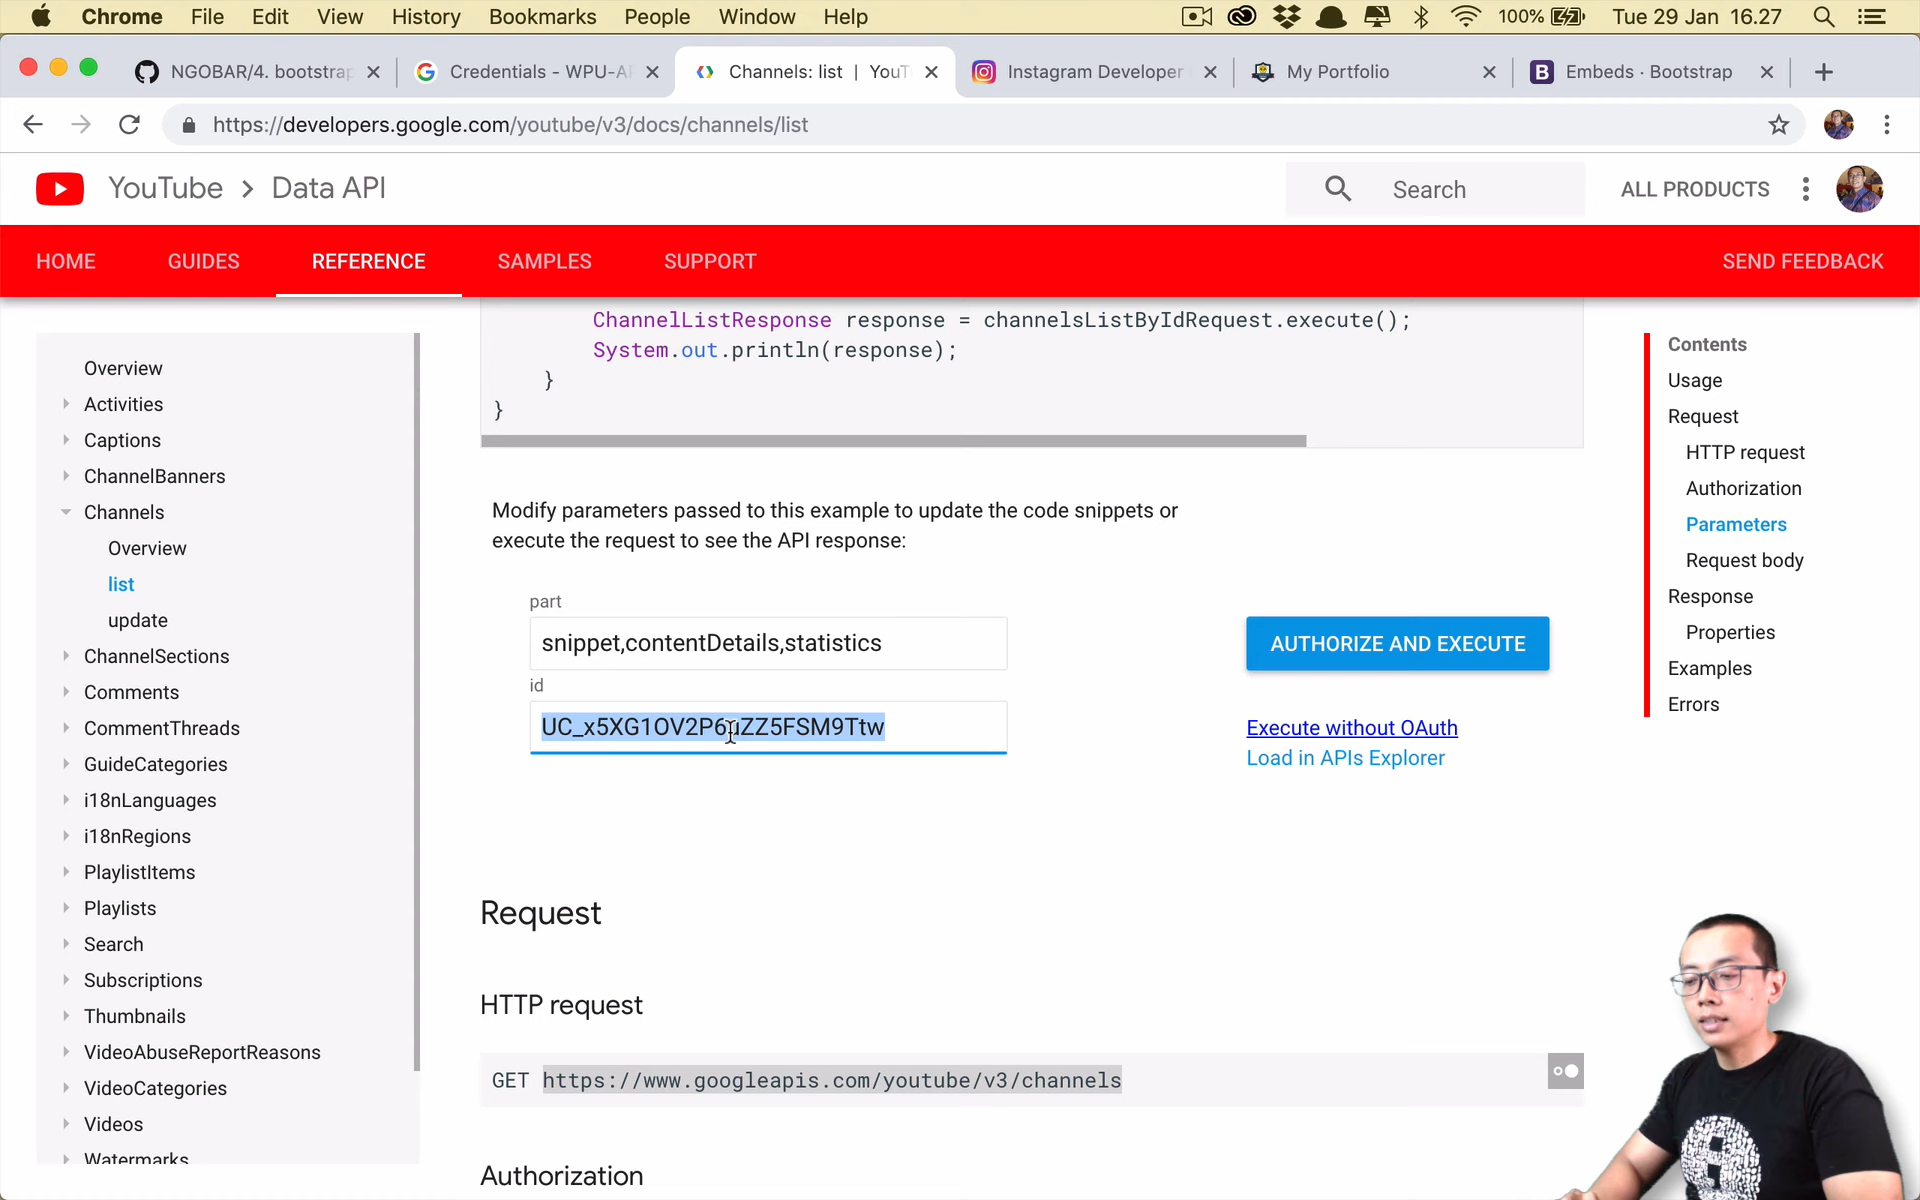 Chrome File Edit View History Bookmarks People Window Help 100% Tue 29 Jan 16.27
NGOBAR/4. bootstrap Credentials - WPU-AP Channels: list | YouT Instagram Developer My Portfolio Embeds · Bootstrap
https://developers.google.com/youtube/v3/docs/channels/list
YouTube > Data API Search ALL PRODUCTS
HOME GUIDES REFERENCE SAMPLES SUPPORT SEND FEEDBACK
Overview
Activities
Captions
ChannelBanners
Channels
Overview
list
update
ChannelSections
Comments
CommentThreads
GuideCategories
i18nLanguages
i18nRegions
PlaylistItems
Playlists
Search
Subscriptions
Thumbnails
VideoAbuseReportReasons
VideoCategories
Videos
Watermarks
ChannelListResponse response = channelsListByIdRequest.execute();
System.out.println(response);
}
}
Modify parameters passed to this example to update the code snippets or
execute the request to see the API response:
part
snippet,contentDetails,statistics
AUTHORIZE AND EXECUTE
id
UC_x5XG1OV2P6uZZ5FSM9Ttw
Execute without OAuth
Load in APIs Explorer
Request
HTTP request
GET https://www.googleapis.com/youtube/v3/channels
Authorization
Contents
Usage
Request
HTTP request
Authorization
Parameters
Request body
Response
Properties
Examples
Errors